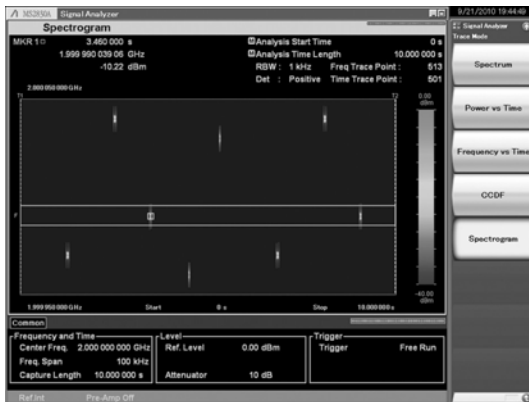 MS2830A Signal Analyzer
9/21/2010 19:44:49
Spectrogram
MKR 1
3.460 000 s
1.999 990 039 06 GHz
-10.22 dBm
Analysis Start Time 0 s
Analysis Time Length 10.000 000 s
RBW : 1 kHz Freq Trace Point : 513
Det : Positive Time Trace Point : 501
2.000 050 000 GHz
T1
T2
0.00
dBm
F
-40.00
dBm
1.999 950 000 GHz Start 0 s Stop 10.000 000 s
Common
Frequency and Time
Center Freq. 2.000 000 000 GHz
Freq. Span 100 kHz
Capture Length 10.000 000 s
Level
Ref. Level 0.00 dBm
Attenuator 10 dB
Trigger
Trigger Free Run
Ref.Int Pre-Amp Off
Signal Analyzer
Trace Mode
Spectrum
Power vs Time
Frequency vs Time
CCDF
Spectrogram